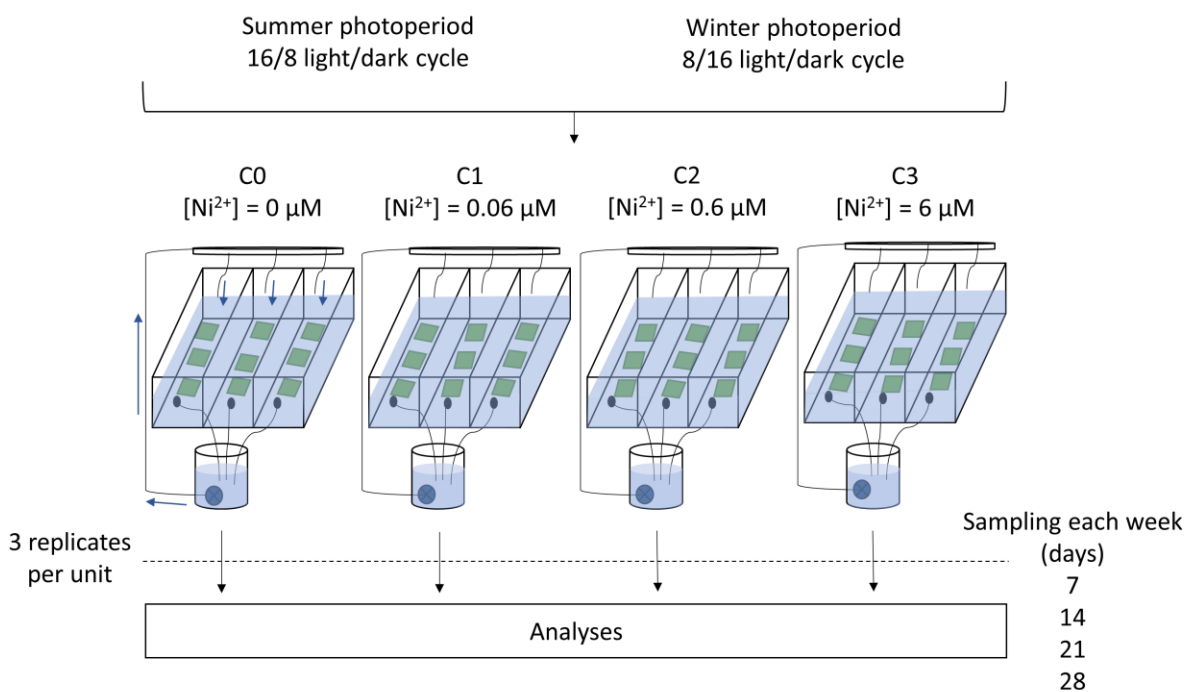 Summer photoperiod
16/8 light/dark cycle
Winter photoperiod
8/16 light/dark cycle
C0
[Ni²⁺] = 0 µM
C1
[Ni²⁺] = 0.06 µM
C2
[Ni²⁺] = 0.6 µM
C3
[Ni²⁺] = 6 µM
3 replicates
per unit
Sampling each week
(days)
7
14
21
28
Analyses